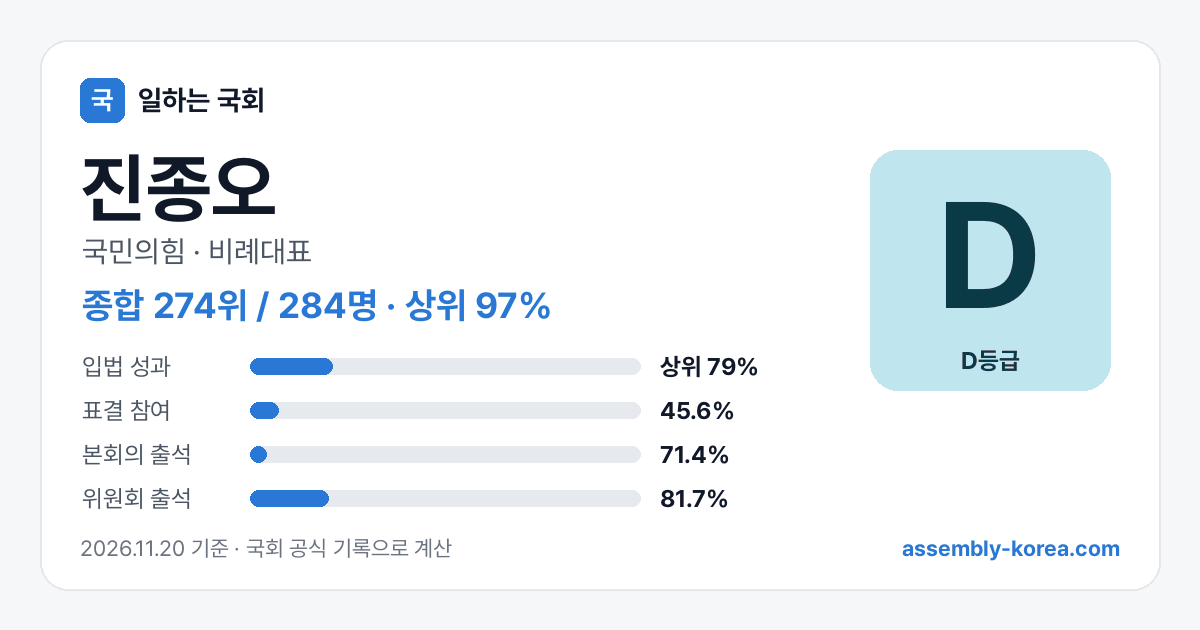 국 일하는 국회
진종오
국민의힘 · 비례대표
종합 274위 / 284명 · 상위 97%
입법 성과 상위 79%
표결 참여 45.6%
본회의 출석 71.4%
위원회 출석 81.7%
D
D등급
2026.11.20 기준 · 국회 공식 기록으로 계산
assembly-korea.com